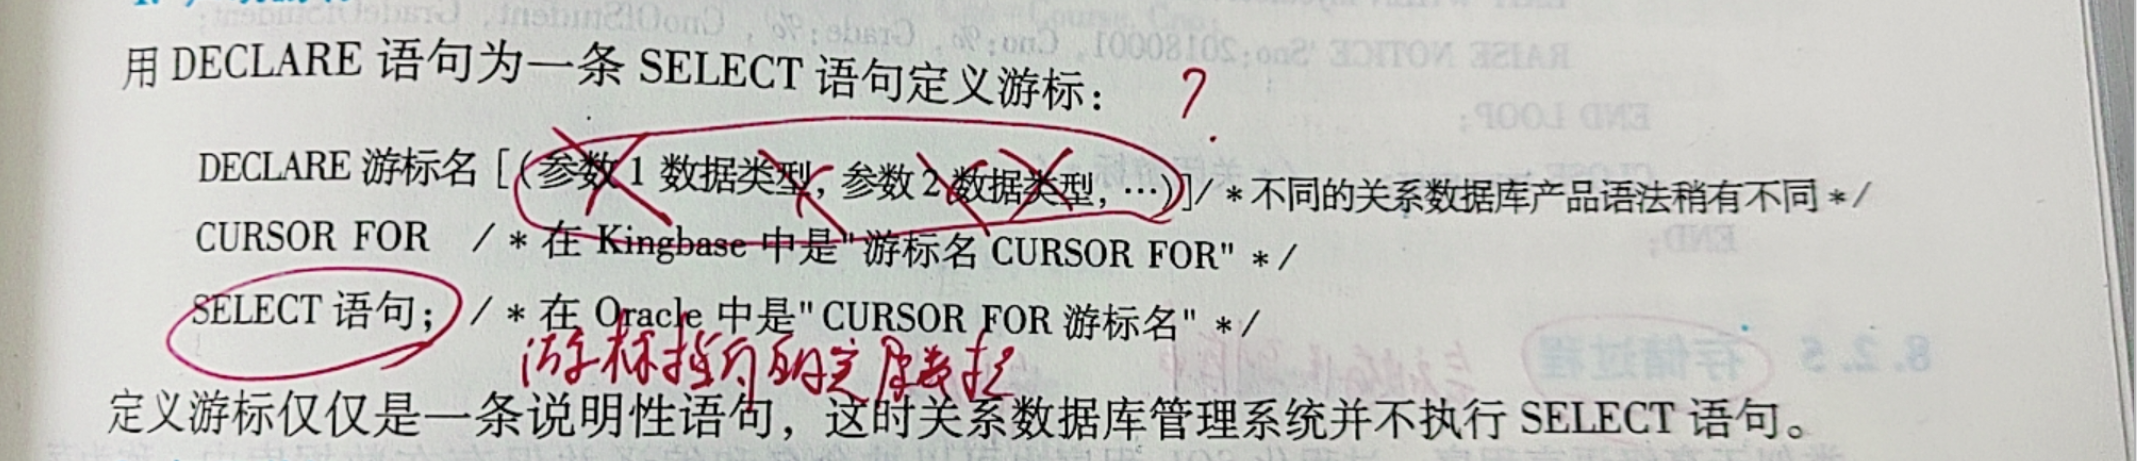 用 DECLARE 语句为一条 SELECT 语句定义游标： ?
DECLARE 游标名 [(参数 1 数据类型, 参数 2 数据类型, …)]/ * 不同的关系数据库产品语法稍有不同 * /
CURSOR FOR / * 在 Kingbase 中是"游标名 CURSOR FOR" * /
SELECT 语句; / * 在 Oracle 中是"CURSOR FOR 游标名" * /
游标指向的
定义游标仅仅是一条说明性语句，这时关系数据库管理系统并不执行 SELECT 语句。